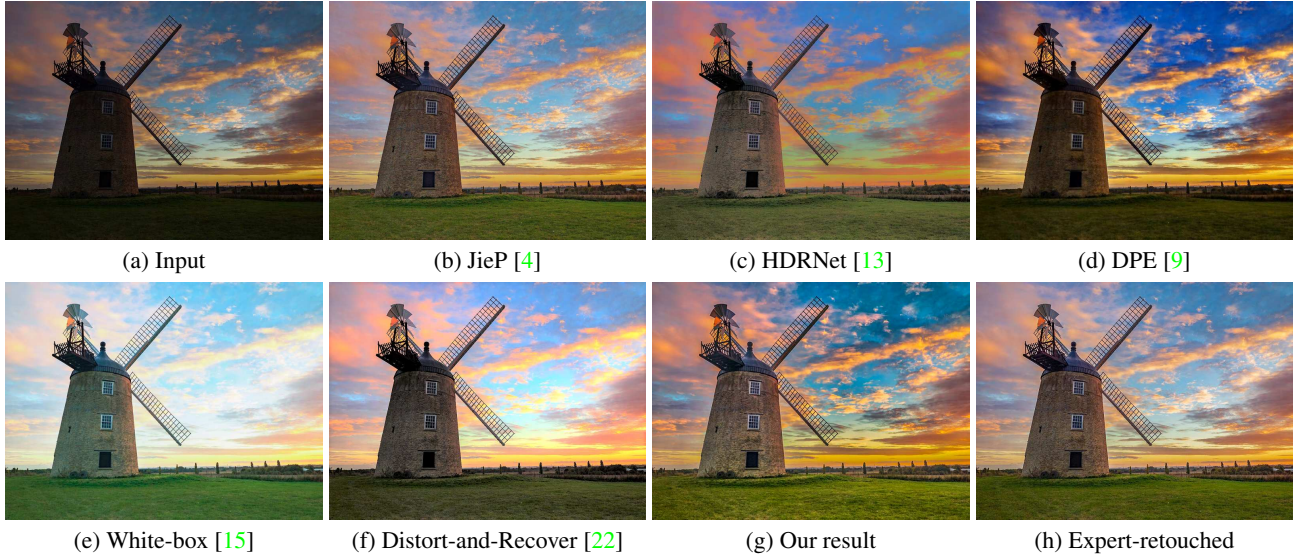 (a) Input
(b) JieP [4]
(c) HDRNet [13]
(d) DPE [9]
(e) White-box [15]
(f) Distort-and-Recover [22]
(g) Our result
(h) Expert-retouched